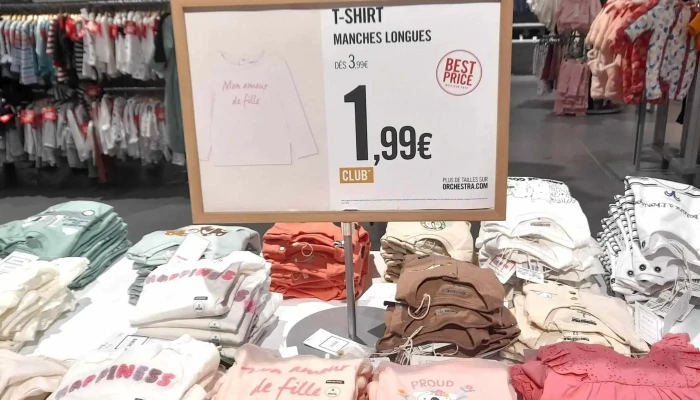 T-SHIRT
MANCHES LONGUES
DÈS 3,99€
BEST
PRICE
1,99€
CLUB
PLUS DE TAILLES SUR
ORCHESTRA.COM
Mon amour
de fille
HAPPINESS
HAPPINESS
Mon amour
de fille
PROUD